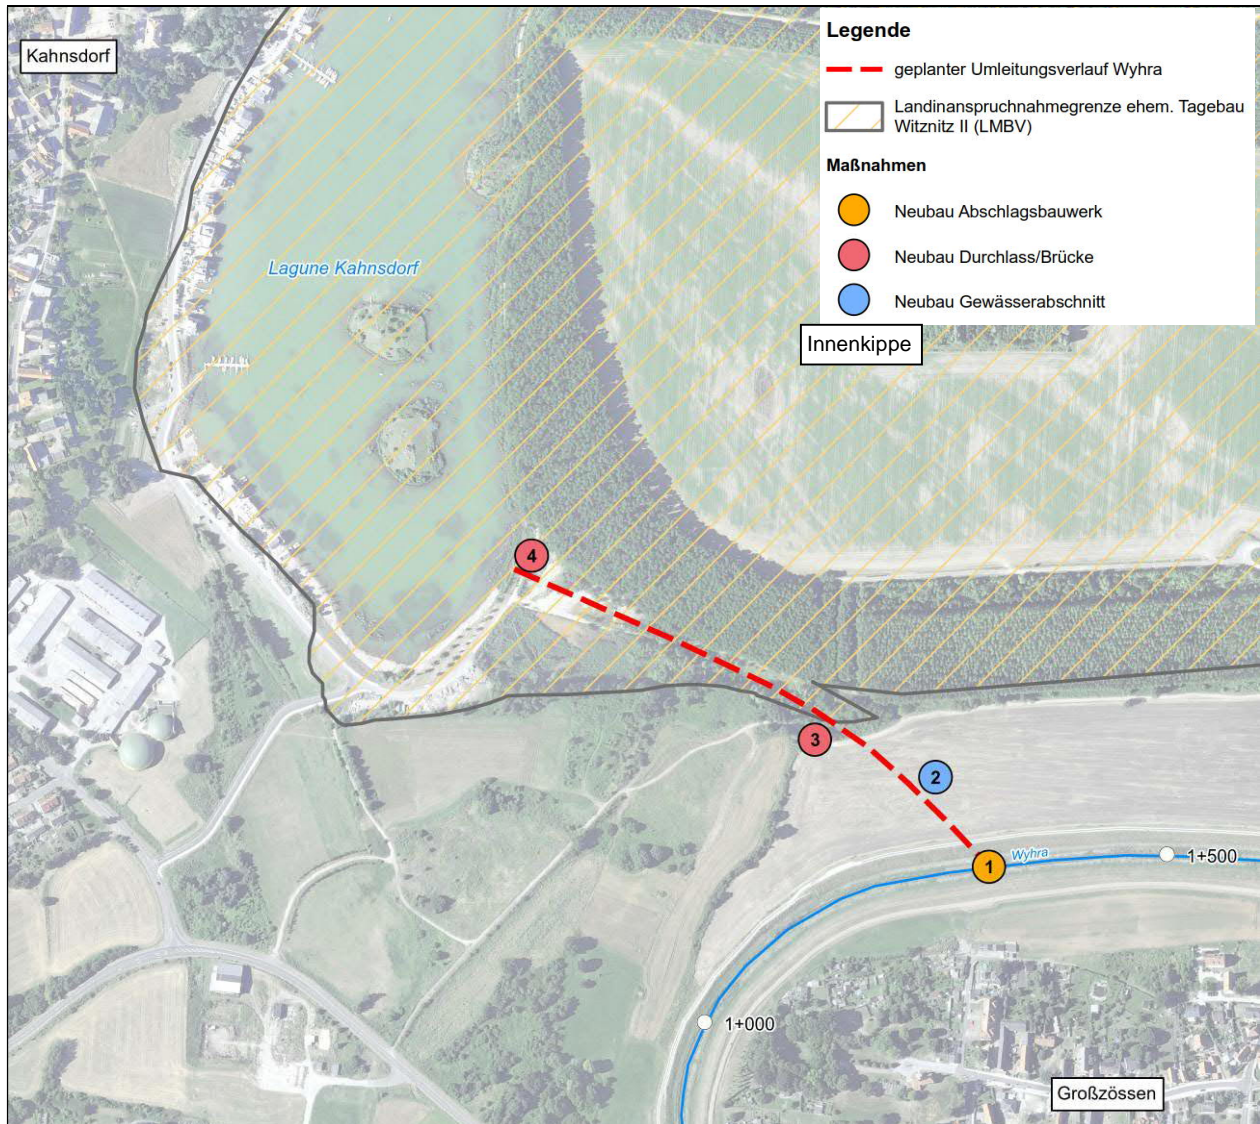 Kahnsdorf
Legende
geplanter Umleitungsverlauf Wyhra
Landinanspruchnahmegrenze ehem. Tagebau
Witznitz II (LMBV)
Maßnahmen
Neubau Abschlagsbauwerk
Neubau Durchlass/Brücke
Neubau Gewässerabschnitt
Lagune Kahnsdorf
Innenkippe
4
3
2
1
Wyhra
1+500
1+000
Großzössen